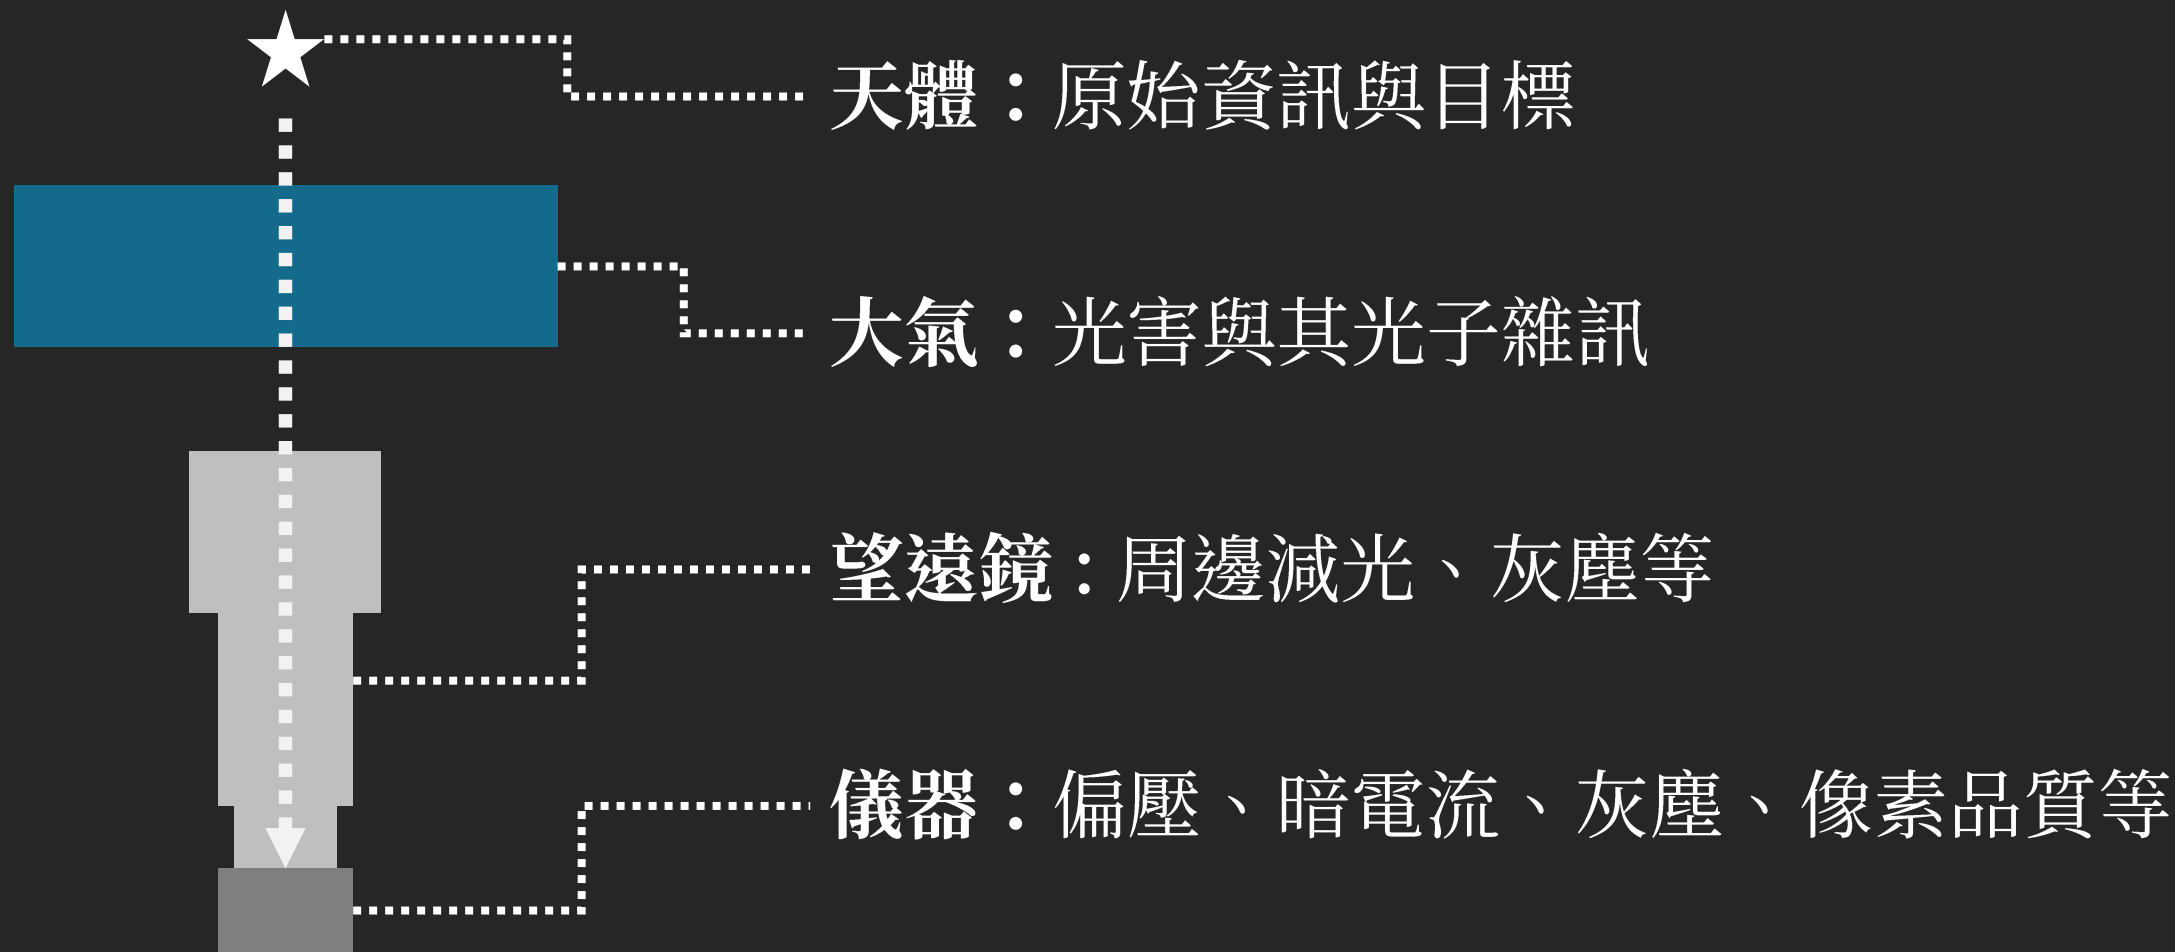 天體：原始資訊與目標
大氣：光害與其光子雜訊
望遠鏡：周邊減光、灰塵等
儀器：偏壓、暗電流、灰塵、像素品質等